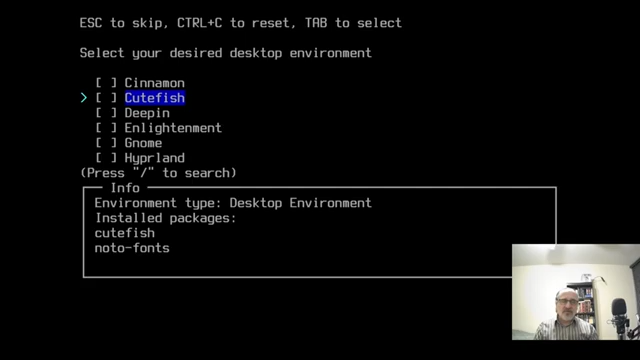 ESC to skip, CTRL+C to reset, TAB to select
Select your desired desktop environment
[ ] Cinnamon
> [ ] Cutefish
[ ] Deepin
[ ] Enlightenment
[ ] Gnome
[ ] Hyprland
(Press "/" to search)
Info
Environment type: Desktop Environment
Installed packages:
cutefish
noto-fonts